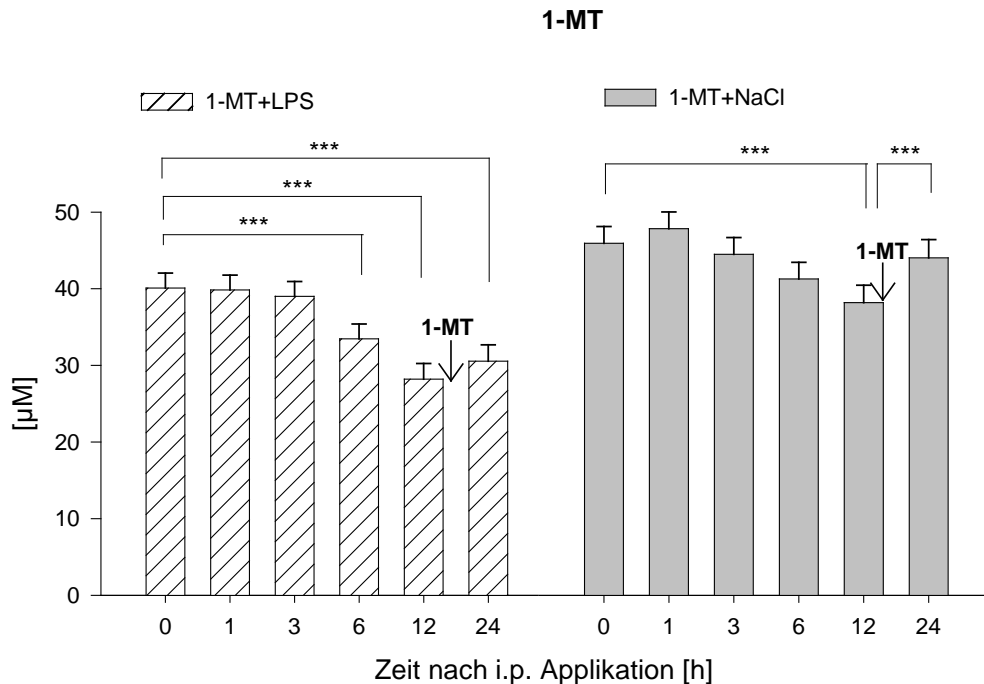 1-MT
1-MT+LPS
1-MT+NaCl
***
***
***
***
***
50
40
30
20
10
0
[µM]
1-MT
1-MT
0 1 3 6 12 24
0 1 3 6 12 24
Zeit nach i.p. Applikation [h]